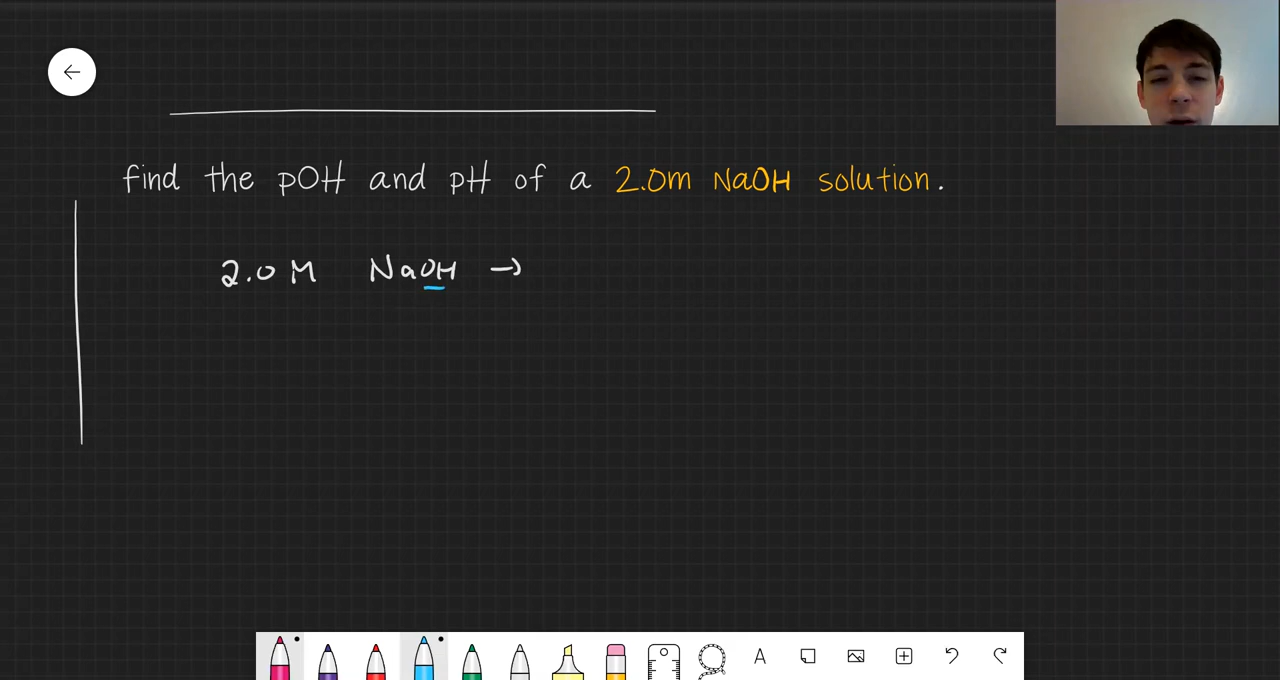 find the pOH and pH of a 2.0m NaOH solution.
2.0 M NaOH →
A